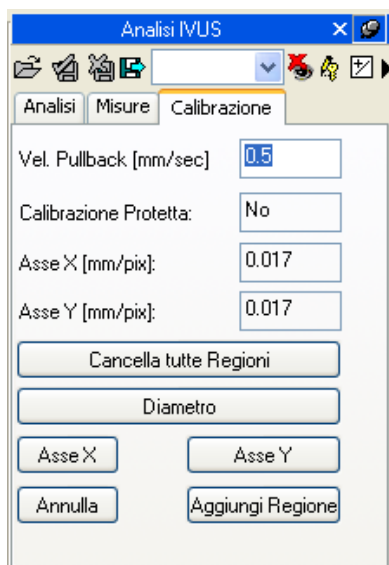 Analisi IVUS
Analisi Misure Calibrazione
Vel. Pullback [mm/sec] 0.5
Calibrazione Protetta: No
Asse X [mm/pix]: 0.017
Asse Y [mm/pix]: 0.017
Cancella tutte Regioni
Diametro
Asse X Asse Y
Annulla Aggiungi Regione